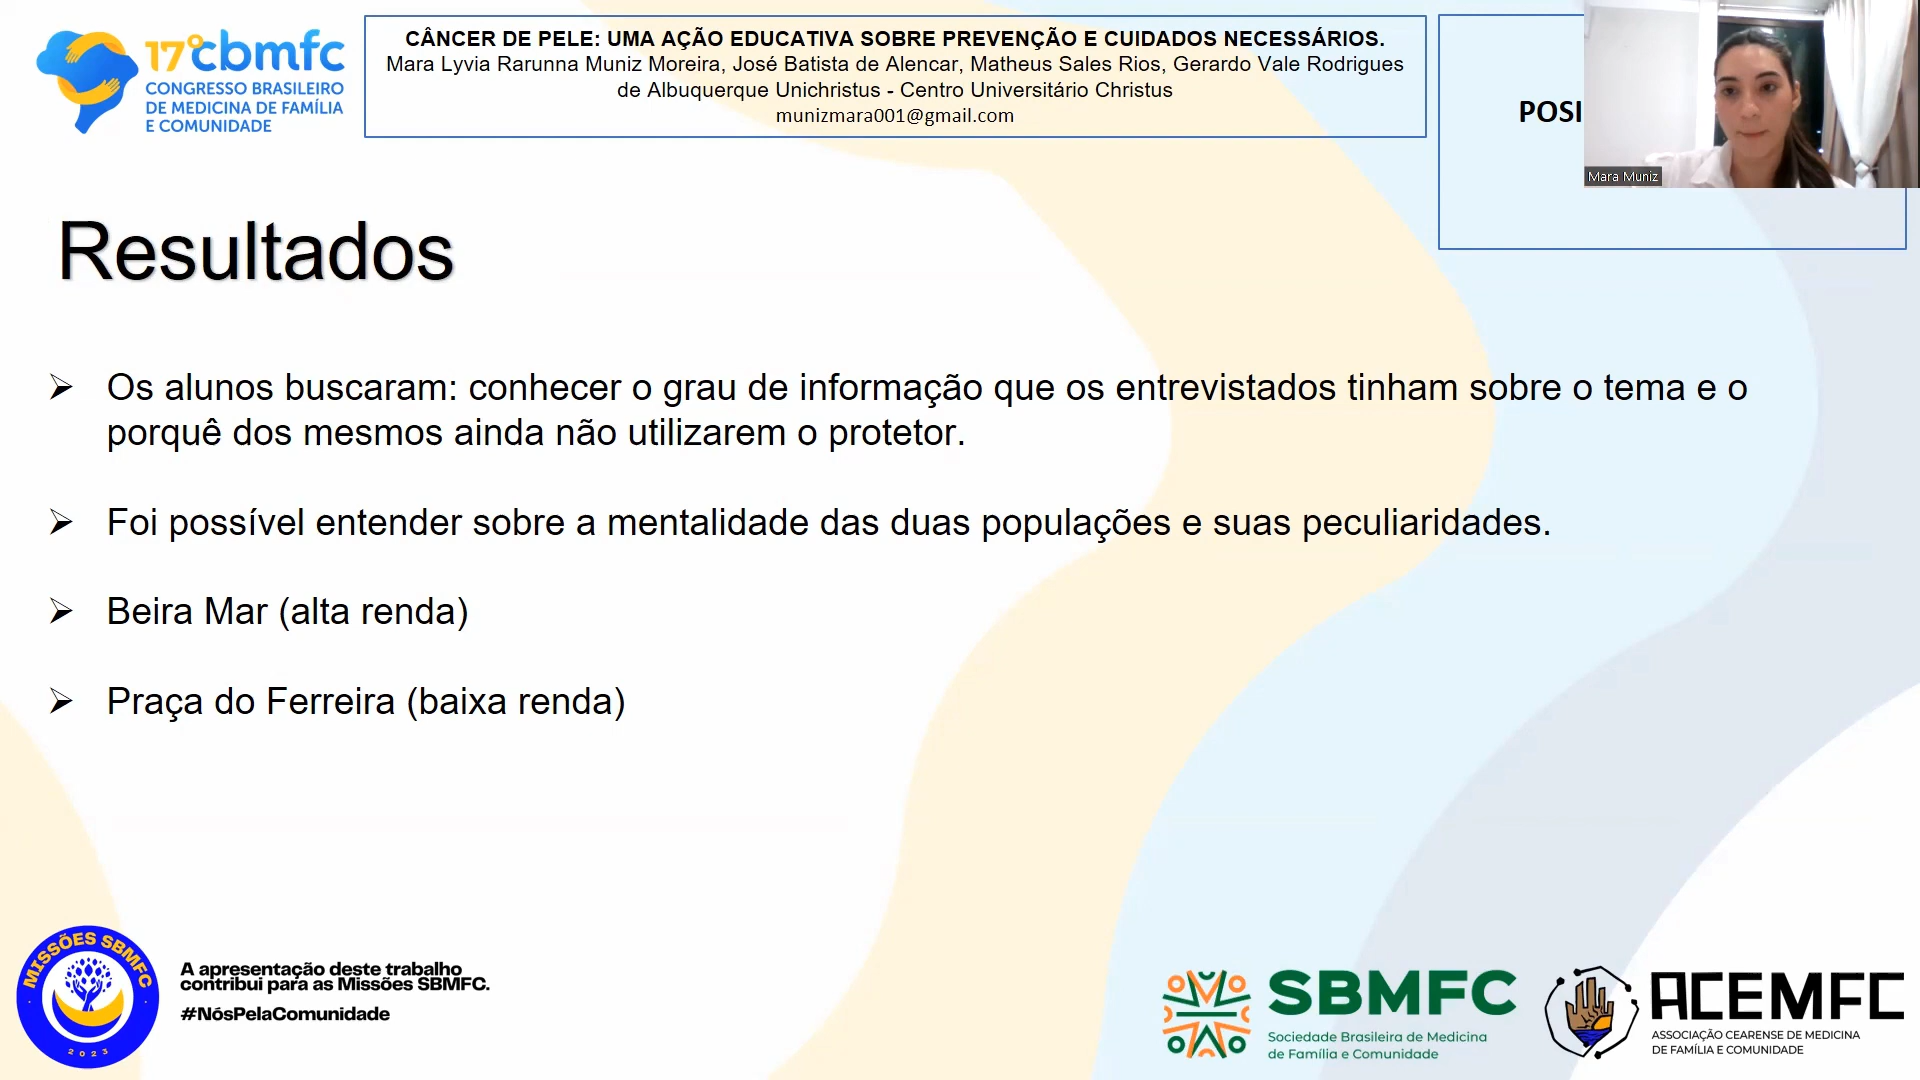 17º cbmfc
CONGRESSO BRASILEIRO
DE MEDICINA DE FAMÍLIA
E COMUNIDADE
CÂNCER DE PELE: UMA AÇÃO EDUCATIVA SOBRE PREVENÇÃO E CUIDADOS NECESSÁRIOS.
Mara Lyvia Rarunna Muniz Moreira, José Batista de Alencar, Matheus Sales Rios, Gerardo Vale Rodrigues
de Albuquerque Unichristus - Centro Universitário Christus
munizmara001@gmail.com
POSI
Mara Muniz
Resultados
➢ Os alunos buscaram: conhecer o grau de informação que os entrevistados tinham sobre o tema e o
porquê dos mesmos ainda não utilizarem o protetor.
➢ Foi possível entender sobre a mentalidade das duas populações e suas peculiaridades.
➢ Beira Mar (alta renda)
➢ Praça do Ferreira (baixa renda)
MISSÕES SBMFC
2023
A apresentação deste trabalho
contribui para as Missões SBMFC.
#NósPelaComunidade
SBMFC
Sociedade Brasileira de Medicina
de Família e Comunidade
ACEMFC
ASSOCIAÇÃO CEARENSE DE MEDICINA
DE FAMÍLIA E COMUNIDADE